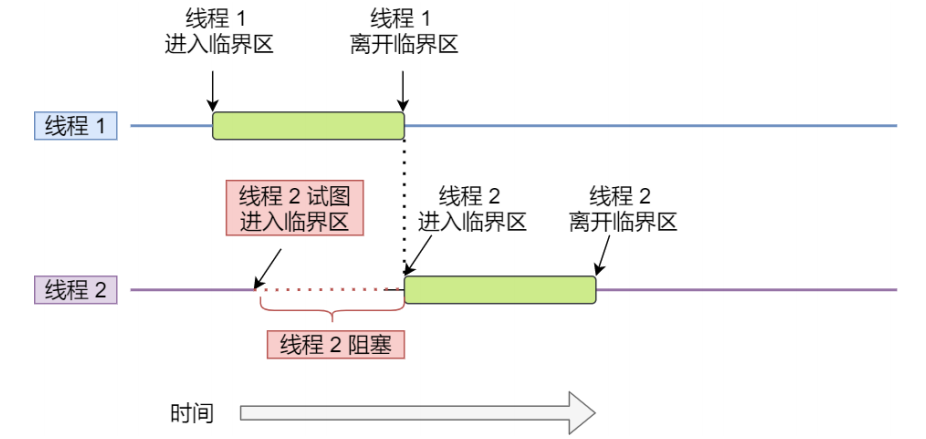 线程 1
进入临界区
线程 1
离开临界区
线程 1
线程 2 试图
进入临界区
线程 2
进入临界区
线程 2
离开临界区
线程 2
线程 2 阻塞
时间